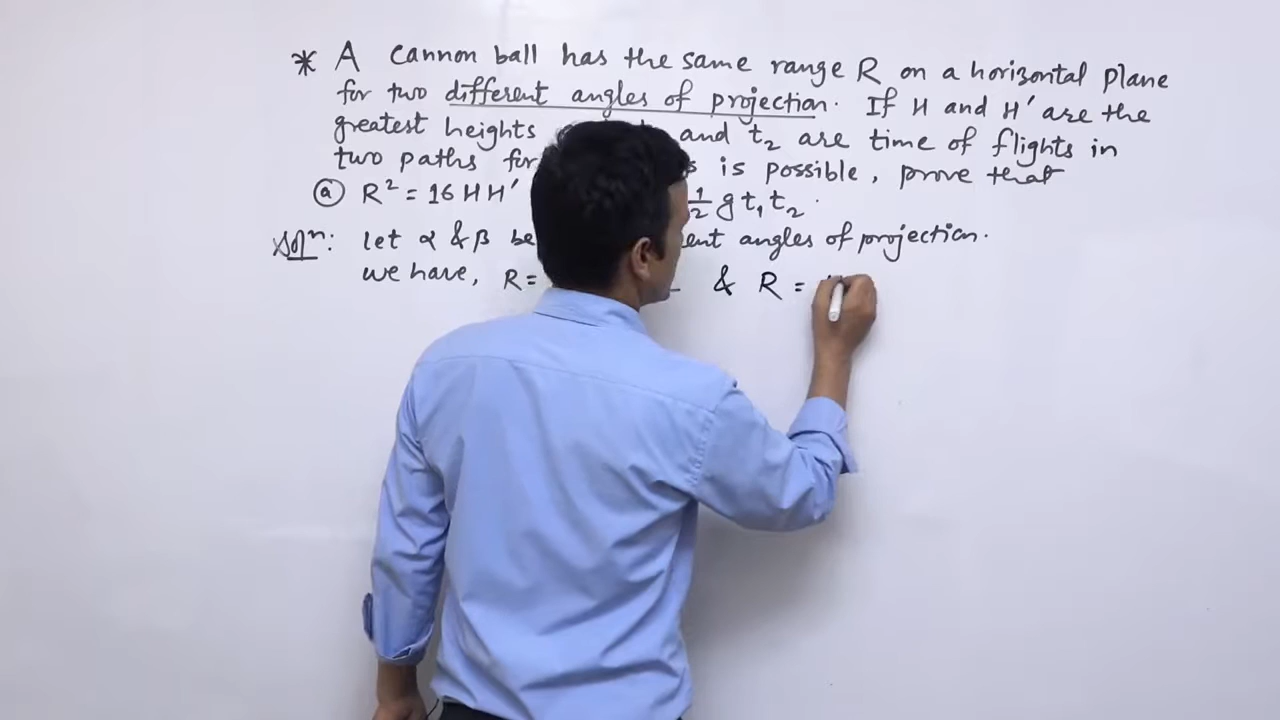 * A cannon ball has the same range R on a horizontal plane
for two different angles of projection. If H and H' are the
greatest heights and t₂ are time of flights in
two paths for is possible, prove that
(a) R² = 16 H H' 1/2 g t₁ t₂.
Solⁿ: Let α & β be angles of projection.
we have, R = & R =